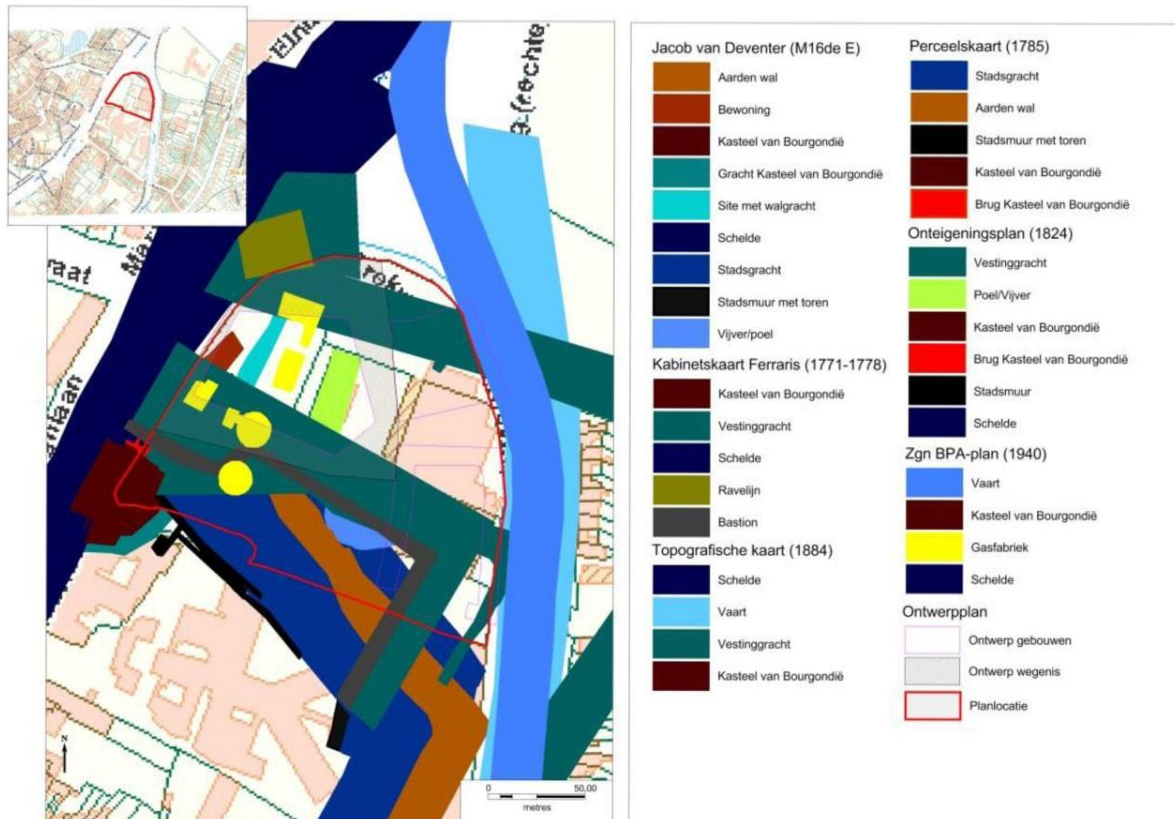 raat
N
0
50,00
metres
Jacob van Deventer (M16de E)
Aarden wal
Bewoning
Kasteel van Bourgondië
Gracht Kasteel van Bourgondië
Site met walgracht
Schelde
Stadsgracht
Stadsmuur met toren
Vijver/poel
Kabinetskaart Ferraris (1771-1778)
Kasteel van Bourgondië
Vestinggracht
Schelde
Ravelijn
Bastion
Topografische kaart (1884)
Schelde
Vaart
Vestinggracht
Kasteel van Bourgondië
Perceelskaart (1785)
Stadsgracht
Aarden wal
Stadsmuur met toren
Kasteel van Bourgondië
Brug Kasteel van Bourgondië
Onteigeningsplan (1824)
Vestinggracht
Poel/Vijver
Kasteel van Bourgondië
Brug Kasteel van Bourgondië
Stadsmuur
Schelde
Zgn BPA-plan (1940)
Vaart
Kasteel van Bourgondië
Gasfabriek
Schelde
Ontwerpplan
Ontwerp gebouwen
Ontwerp wegenis
Planlocatie